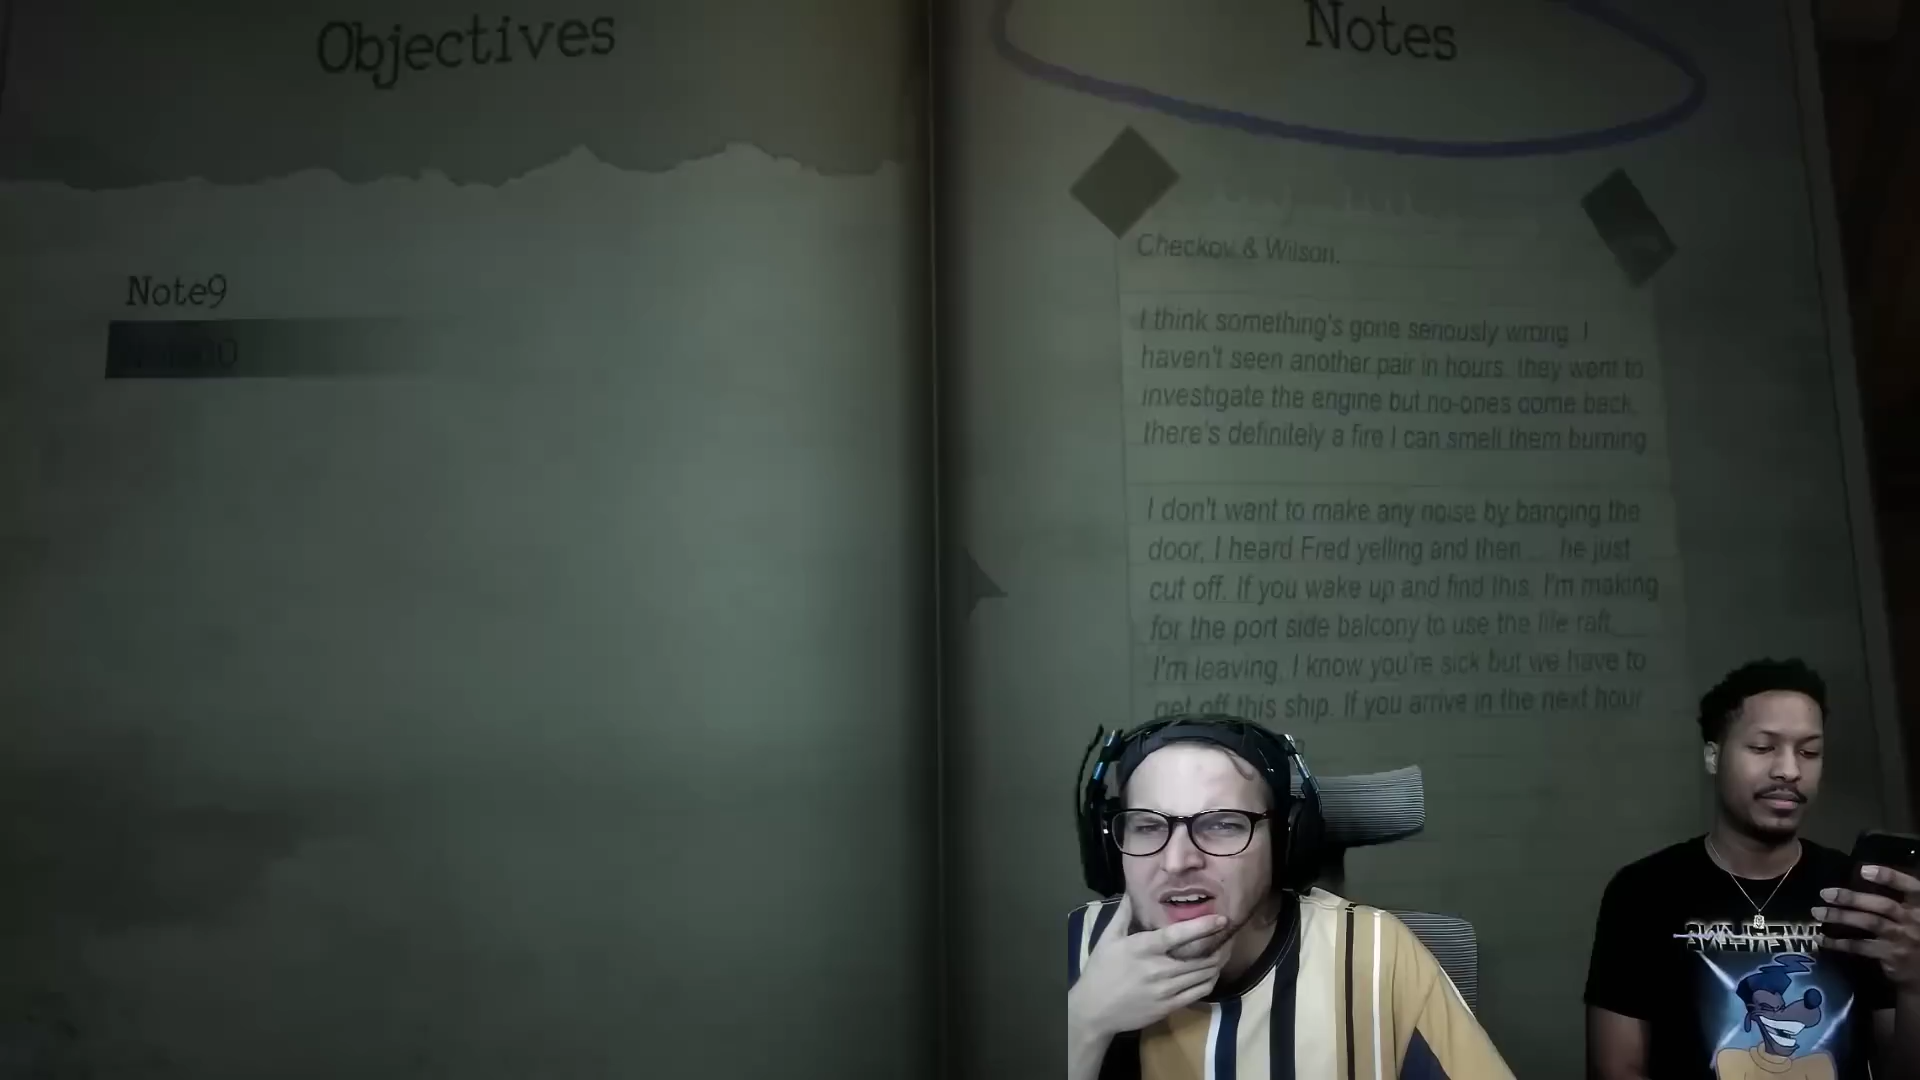 Objectives
Notes
Note9
Checkov & Wilson.
I think something's gone seriously wrong. I
haven't seen another pair in hours. they went to
investigate the engine but no-ones come back.
there's definitely a fire I can smell them burning
I don't want to make any noise by banging the
door, I heard Fred yelling and then .... he just
cut off. If you wake up and find this, I'm making
for the port side balcony to use the life raft
I'm leaving, I know you're sick but we have to
get off this ship. If you arrive in the next hour